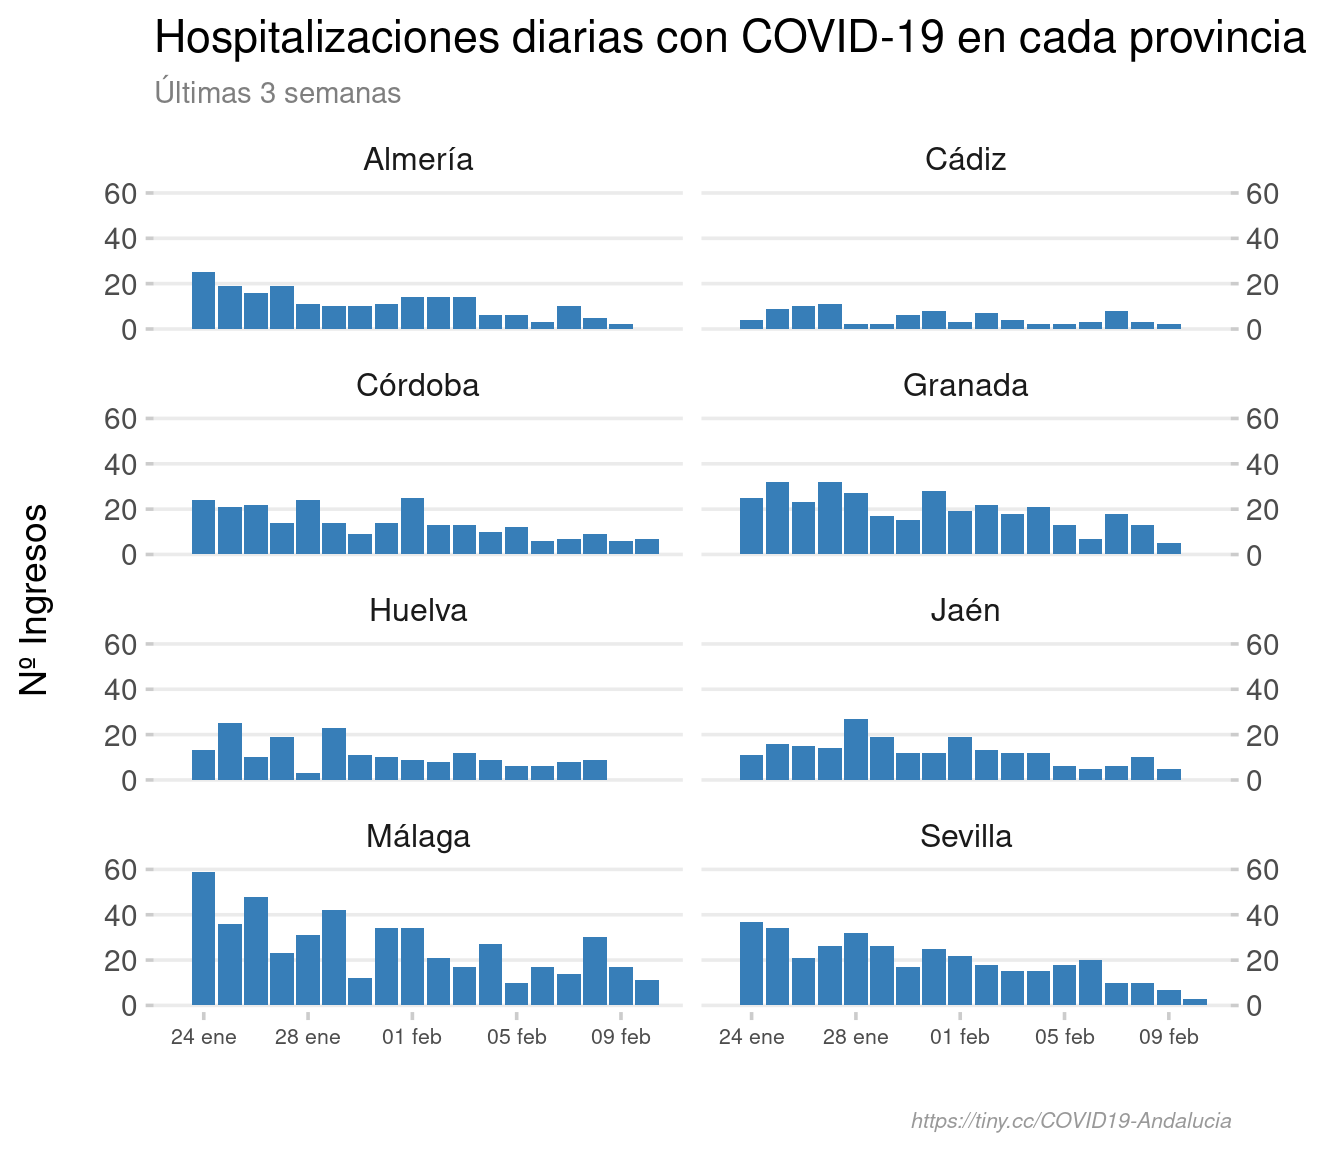 Hospitalizaciones diarias con COVID-19 en cada provincia
Últimas 3 semanas
Nº Ingresos
Almería
60
40
20
0
Cádiz
60
40
20
0
Córdoba
60
40
20
0
Granada
60
40
20
0
Huelva
60
40
20
0
Jaén
60
40
20
0
Málaga
60
40
20
0
24 ene 28 ene 01 feb 05 feb 09 feb
Sevilla
60
40
20
0
24 ene 28 ene 01 feb 05 feb 09 feb
https://tiny.cc/COVID19-Andalucia